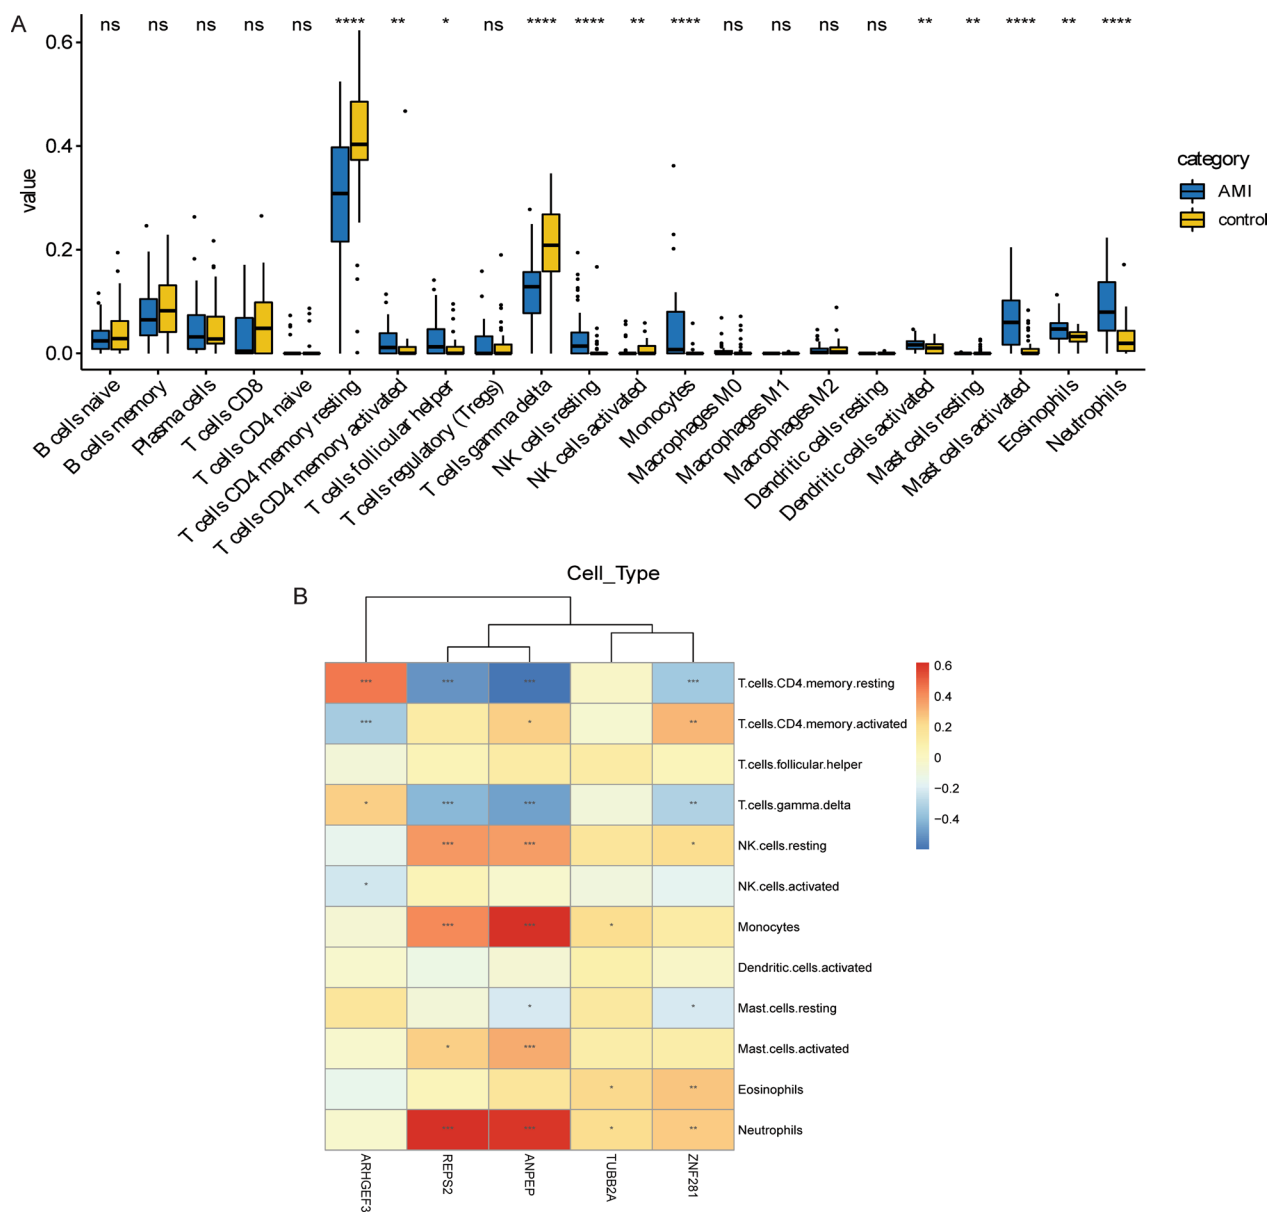 A
ns ns ns ns ns **** ** * ns **** **** ** **** ns ns ns ns ** ** **** ** ****
0.6
0.4
0.2
0.0
value
category
AMI
control
B cells naive
B cells memory
Plasma cells
T cells CD8
T cells CD4 naive
T cells CD4 memory resting
T cells CD4 memory activated
T cells follicular helper
T cells regulatory (Tregs)
T cells gamma delta
NK cells resting
NK cells activated
Monocytes
Macrophages M0
Macrophages M1
Macrophages M2
Dendritic cells resting
Dendritic cells activated
Mast cells resting
Mast cells activated
Eosinophils
Neutrophils
Cell_Type
B
*** *** *** *** T.cells.CD4.memory.resting
*** * ** T.cells.CD4.memory.activated
T.cells.follicular.helper
* *** *** ** T.cells.gamma.delta
*** *** * NK.cells.resting
* NK.cells.activated
*** *** * Monocytes
Dendritic.cells.activated
* * Mast.cells.resting
* *** Mast.cells.activated
* ** Eosinophils
*** *** * ** Neutrophils
0.6
0.4
0.2
0
−0.2
−0.4
ARHGEF3
REPS2
ANPEP
TUBB2A
ZNF281